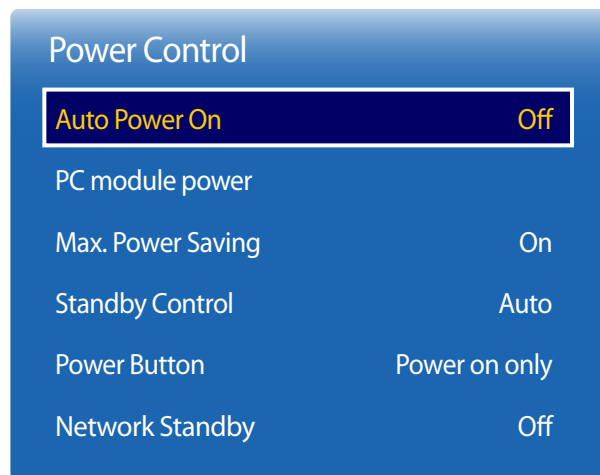 Power Control
Auto Power On Off
PC module power
Max. Power Saving On
Standby Control Auto
Power Button Power on only
Network Standby Off